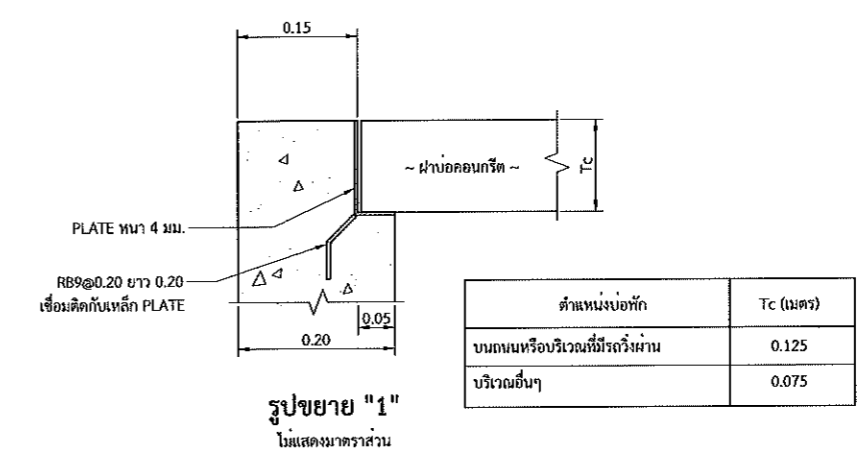 0.15
~ ฝาบ่อคอนกรีต ~
Tc
PLATE หนา 4 มม.
RB9@0.20 ยาว 0.20
เชื่อมติดกับเหล็ก PLATE
0.05
0.20
รูปขยาย "1"
ไม่แสดงมาตราส่วน
ตำแหน่งบ่อพัก Tc (เมตร)
บนถนนหรือบริเวณที่มีรถวิ่งผ่าน 0.125
บริเวณอื่นๆ 0.075